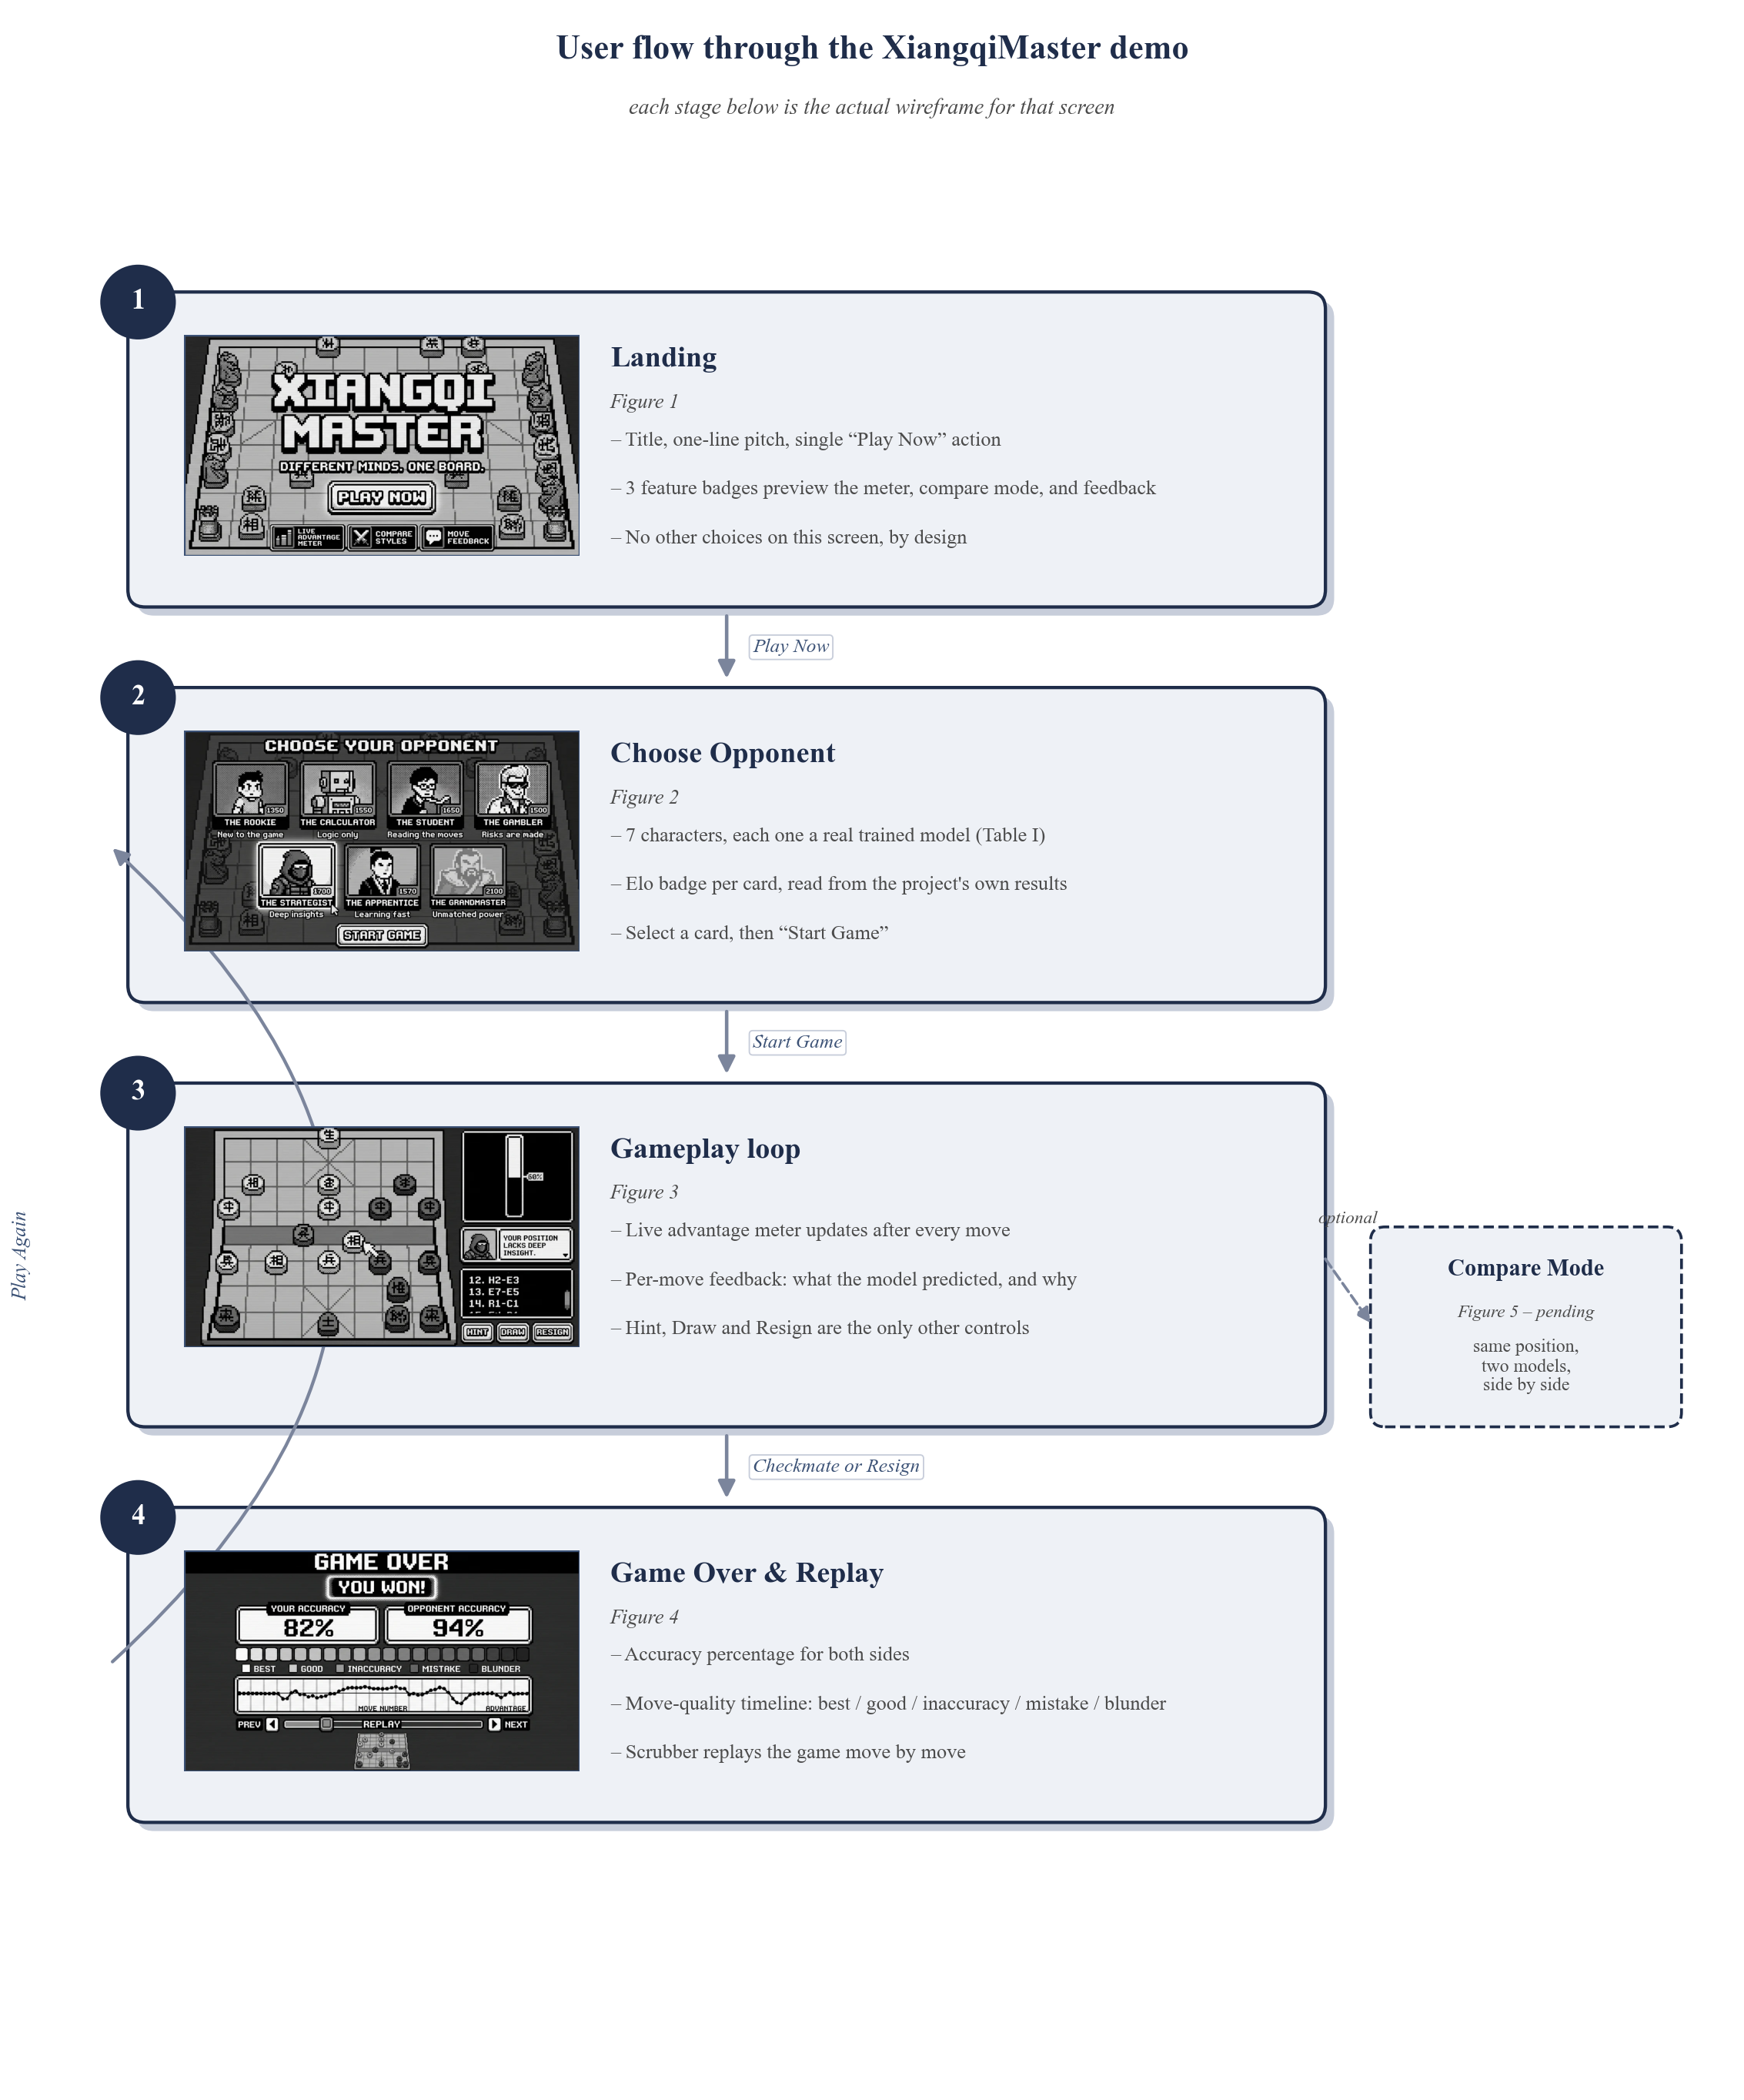 User flow through the XiangqiMaster demo
each stage below is the actual wireframe for that screen
1
XIANGQI
MASTER
DIFFERENT MINDS. ONE BOARD.
PLAY NOW
LIVE
ADVANTAGE
METER
COMPARE
STYLES
MOVE
FEEDBACK
Landing
Figure 1
– Title, one-line pitch, single “Play Now” action
– 3 feature badges preview the meter, compare mode, and feedback
– No other choices on this screen, by design
Play Now
2
CHOOSE YOUR OPPONENT
1350
1550
1650
1500
THE ROOKIE
THE CALCULATOR
THE STUDENT
THE GAMBLER
New to the game
Logic only
Reading the moves
Risks are made
1700
1570
2100
THE STRATEGIST
THE APPRENTICE
THE GRANDMASTER
Deep insights
Learning fast
Unmatched power
START GAME
Choose Opponent
Figure 2
– 7 characters, each one a real trained model (Table I)
– Elo badge per card, read from the project's own results
– Select a card, then “Start Game”
Start Game
3
60%
YOUR POSITION
LACKS DEEP
INSIGHT.
12. H2-E3
13. E7-E5
14. R1-C1
HINT
DRAW
RESIGN
Gameplay loop
Figure 3
– Live advantage meter updates after every move
– Per-move feedback: what the model predicted, and why
– Hint, Draw and Resign are the only other controls
optional
Compare Mode
Figure 5 – pending
same position,
two models,
side by side
Play Again
Checkmate or Resign
4
GAME OVER
YOU WON!
YOUR ACCURACY
82%
OPPONENT ACCURACY
94%
BEST
GOOD
INACCURACY
MISTAKE
BLUNDER
MOVE NUMBER
ADVANTAGE
PREV
REPLAY
NEXT
Game Over & Replay
Figure 4
– Accuracy percentage for both sides
– Move-quality timeline: best / good / inaccuracy / mistake / blunder
– Scrubber replays the game move by move